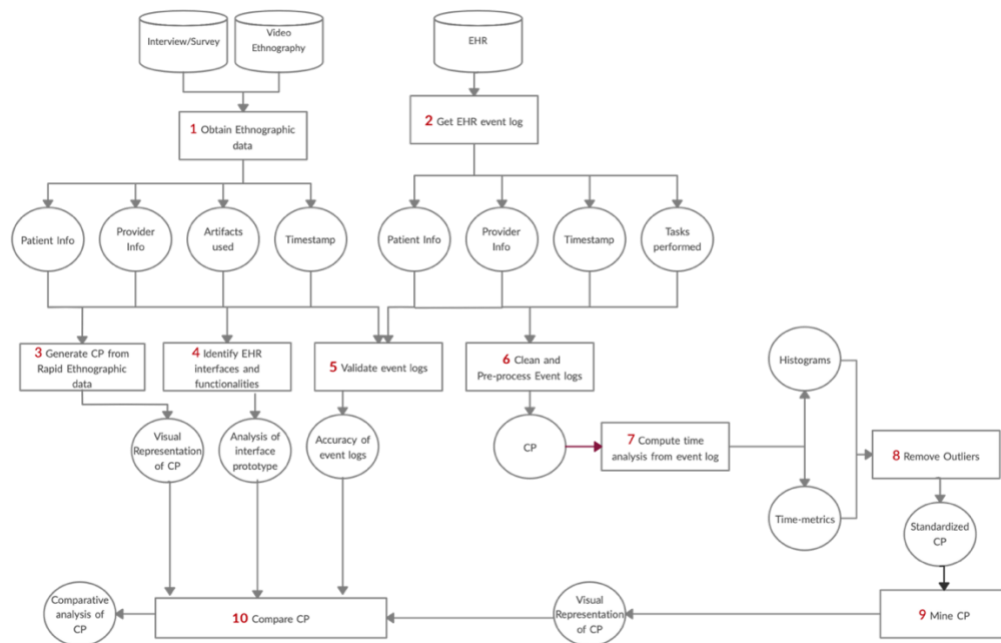 Interview/Survey
Video
Ethnography
EHR
1 Obtain Ethnographic
data
2 Get EHR event log
Patient Info
Provider
Info
Artifacts
used
Timestamp
Patient Info
Provider
Info
Timestamp
Tasks
performed
3 Generate CP from
Rapid Ethnographic
data
4 Identify EHR
interfaces and
functionalities
5 Validate event logs
6 Clean and
Pre-process Event logs
Histograms
Visual
Representation
of CP
Analysis of
interface
prototype
Accuracy of
event logs
CP
7 Compute time
analysis from event log
8 Remove Outliers
Time-metrics
Standardized
CP
Comparative
analysis of
CP
10 Compare CP
Visual
Representation
of CP
9 Mine CP